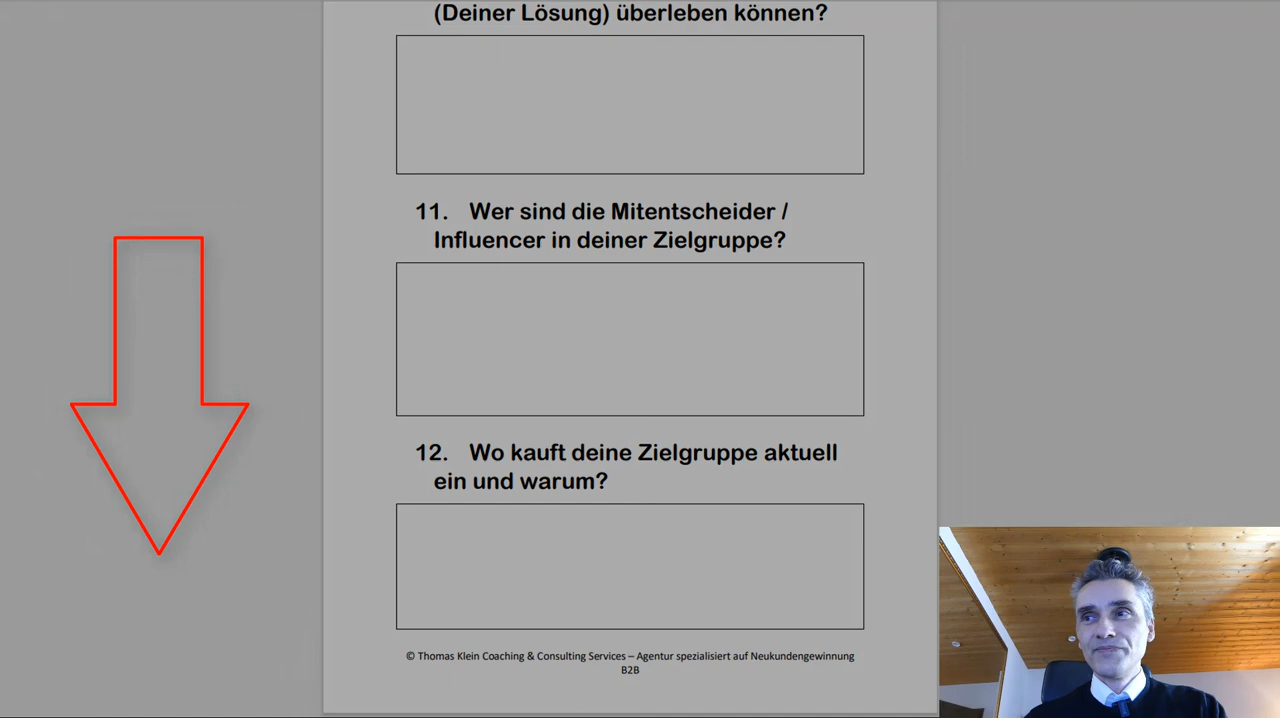 (Deiner Lösung) überleben können?
11. Wer sind die Mitentscheider /
Influencer in deiner Zielgruppe?
12. Wo kauft deine Zielgruppe aktuell
ein und warum?
© Thomas Klein Coaching & Consulting Services – Agentur spezialisiert auf Neukundengewinnung
B2B